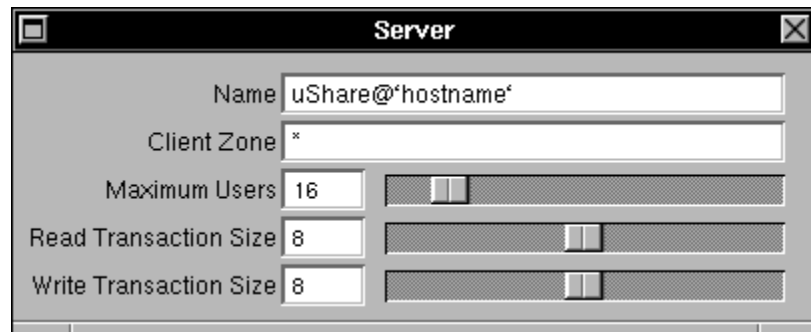 Server
Name uShare@‘hostname‘
Client Zone *
Maximum Users 16
Read Transaction Size 8
Write Transaction Size 8